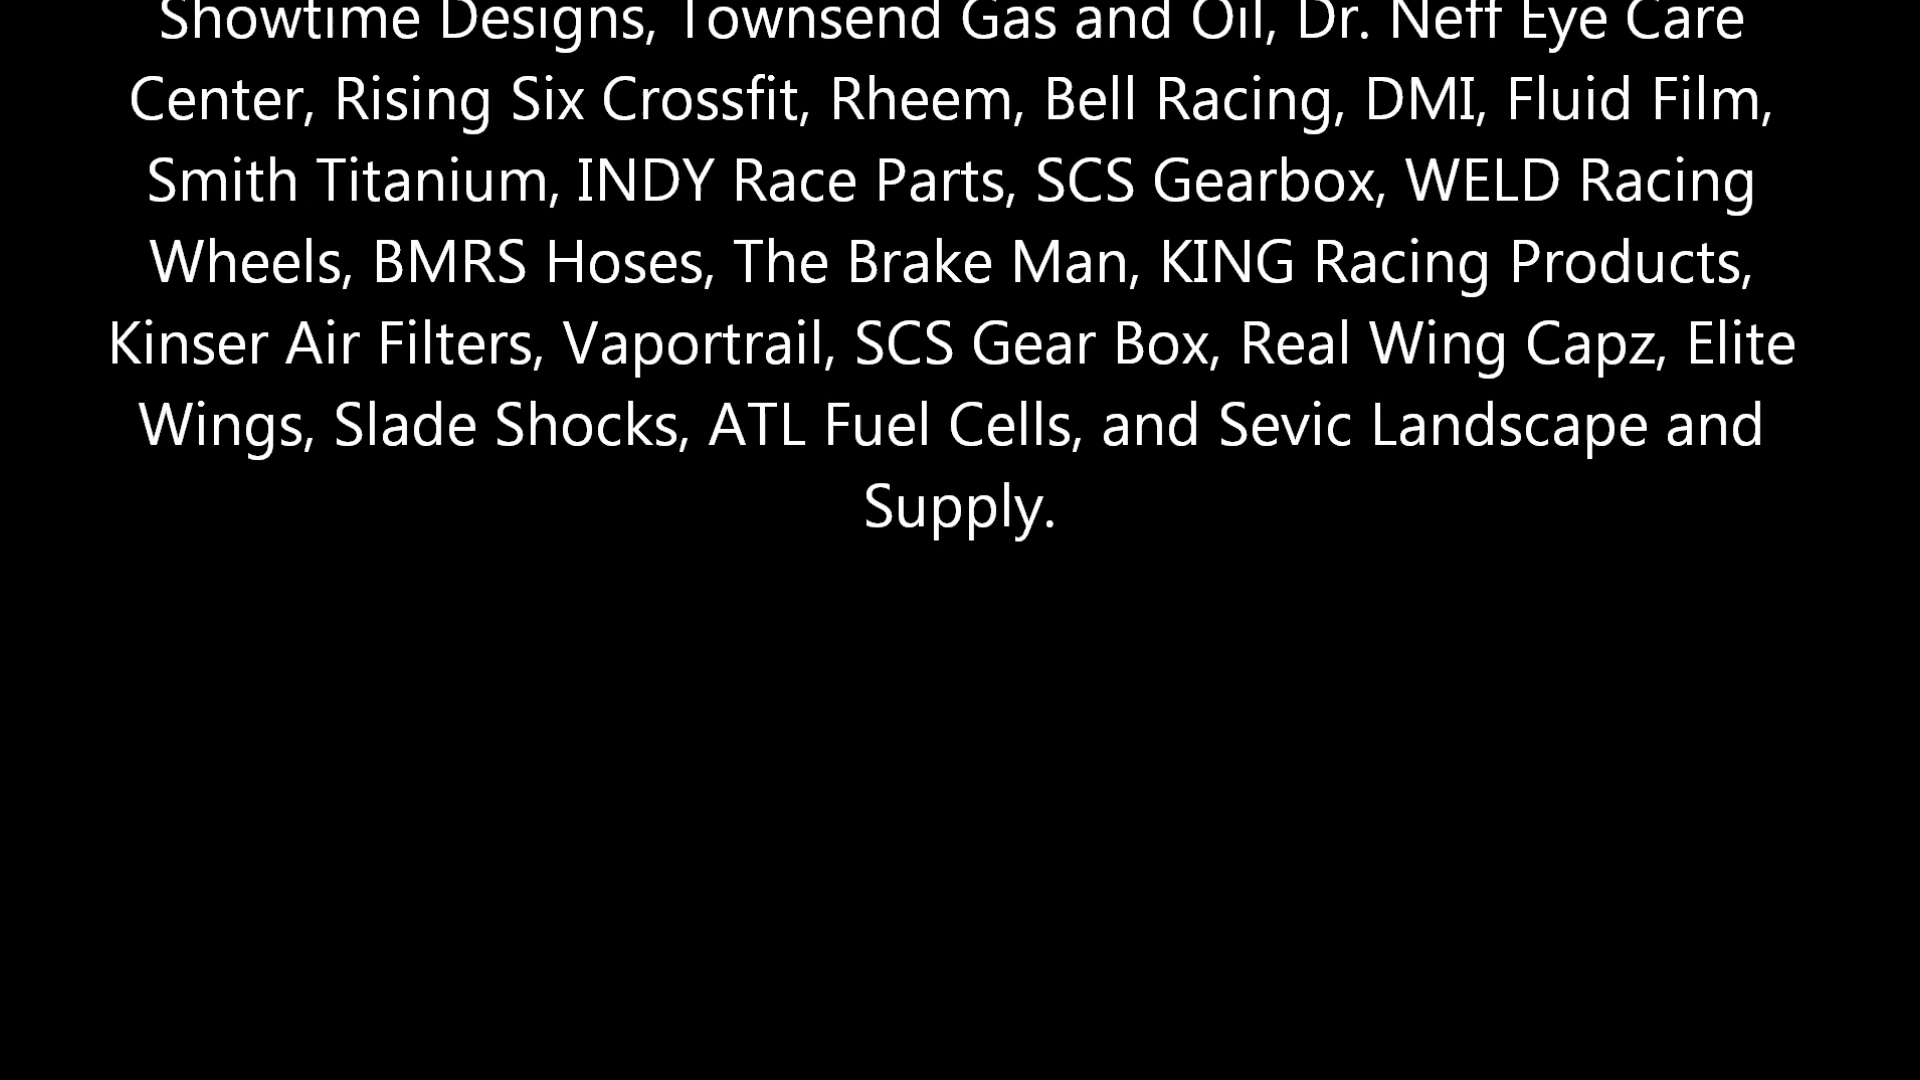 Showtime Designs, Townsend Gas and Oil, Dr. Neff Eye Care
Center, Rising Six Crossfit, Rheem, Bell Racing, DMI, Fluid Film,
Smith Titanium, INDY Race Parts, SCS Gearbox, WELD Racing
Wheels, BMRS Hoses, The Brake Man, KING Racing Products,
Kinser Air Filters, Vaportrail, SCS Gear Box, Real Wing Capz, Elite
Wings, Slade Shocks, ATL Fuel Cells, and Sevic Landscape and
Supply.